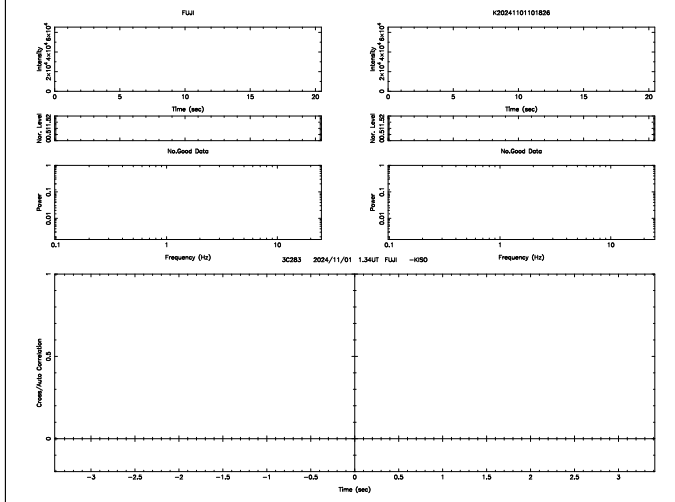 FUJI
K20241101101826
Intensity
0 2×10⁴ 4×10⁴ 6×10⁴
0 5 10 15 20
Time (sec)
Intensity
0 2×10⁴ 4×10⁴ 6×10⁴
0 5 10 15 20
Time (sec)
Nor. Level
00.511.52
Nor. Level
00.511.52
No.Good Data
No.Good Data
Power
0.01 0.1 1
0.1 1 10
Frequency (Hz)
Power
0.01 0.1 1
0.1 1 10
Frequency (Hz)
3C283 2024/11/01 1.34UT FUJI -KISO
Cross/Auto Correlation
0 0.5 1
-3 -2.5 -2 -1.5 -1 -0.5 0 0.5 1 1.5 2 2.5 3
Time (sec)